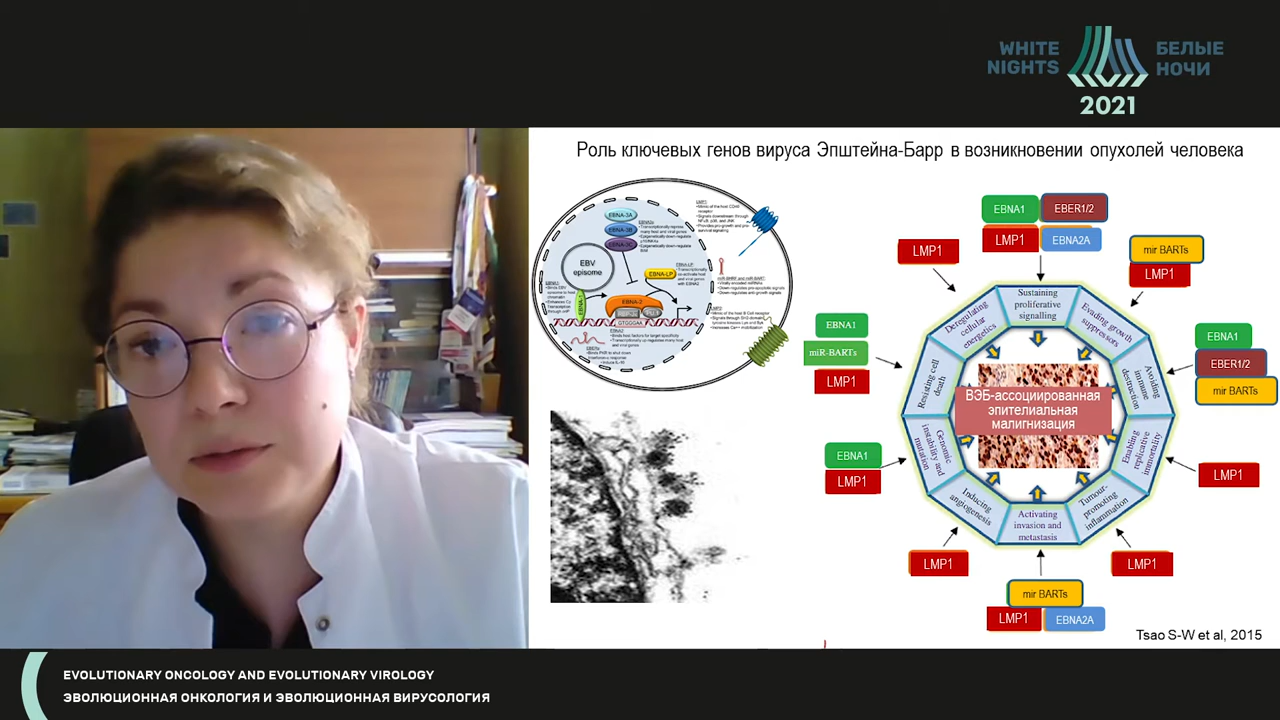 WHITE
NIGHTS
БЕЛЫЕ
НОЧИ
2021
Роль ключевых генов вируса Эпштейна-Барр в возникновении опухолей человека
EBNA-3A
EBNA-3B
EBNA-3C
EBV
episome
EBNA-LP
EBNA-1
EBNA-2
GTGGGAA
EBNA1
EBER1/2
LMP1
EBNA2A
LMP1
mir BARTs
LMP1
EBNA1
miR-BARTs
LMP1
EBNA1
EBER1/2
mir BARTs
EBNA1
LMP1
LMP1
LMP1
LMP1
mir BARTs
LMP1
EBNA2A
Sustaining
proliferative
signalling
Evading growth
suppressors
Avoiding
immune
destruction
Enabling
replicative
immortality
Tumour-
promoting
inflammation
Activating
invasion and
metastasis
Inducing
angiogenesis
Genomic
instability and
mutation
Resisting cell
death
Deregulating
cellular
energetics
ВЭБ-ассоциированная
эпителиальная
малигнизация
Tsao S-W et al, 2015
EVOLUTIONARY ONCOLOGY AND EVOLUTIONARY VIROLOGY
ЭВОЛЮЦИОННАЯ ОНКОЛОГИЯ И ЭВОЛЮЦИОННАЯ ВИРУСОЛОГИЯ